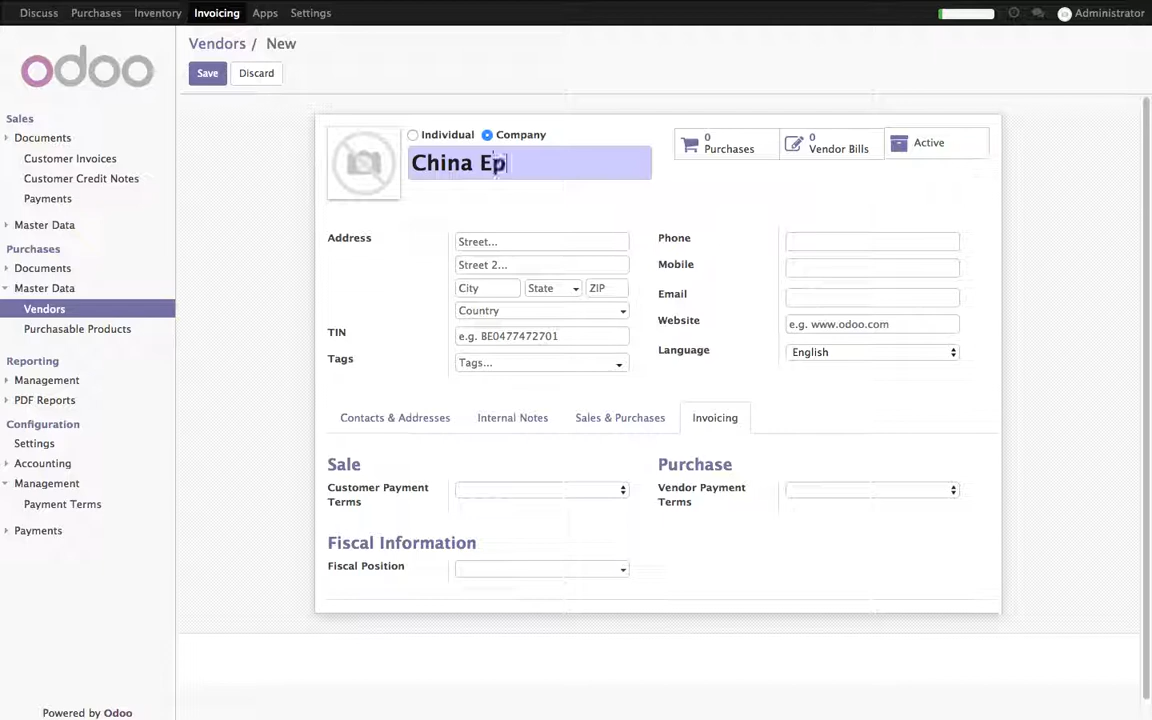 Discuss Purchases Inventory Invoicing Apps Settings Administrator
odoo
Vendors / New
Save Discard
Sales
Documents
Customer Invoices
Customer Credit Notes
Payments
Master Data
Purchases
Documents
Master Data
Vendors
Purchasable Products
Reporting
Management
PDF Reports
Configuration
Settings
Accounting
Management
Payment Terms
Payments
Powered by Odoo
Individual Company
China Ep
0 Purchases
0 Vendor Bills
Active
Address
Street...
Street 2...
City State ZIP
Country
TIN e.g. BE0477472701
Tags Tags...
Phone
Mobile
Email
Website e.g. www.odoo.com
Language English
Contacts & Addresses Internal Notes Sales & Purchases Invoicing
Sale
Customer Payment
Terms
Purchase
Vendor Payment
Terms
Fiscal Information
Fiscal Position